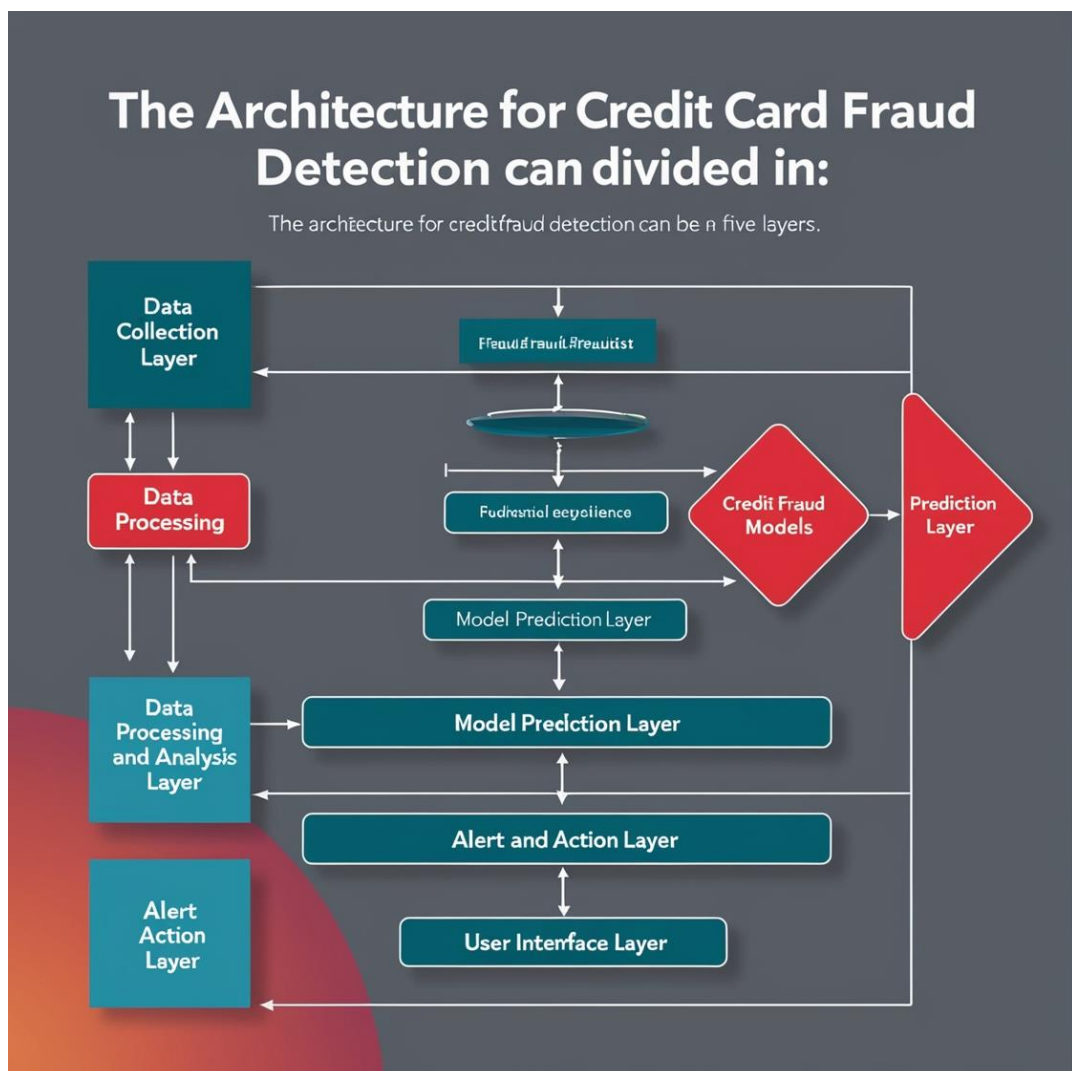 The Architecture for Credit Card Fraud
Detection can divided in:
The architecture for creditfraud detection can be n five layers.
Data
Collection
Layer
Data
Processing
Credit Fraud
Models
Prediction
Layer
Model Prediction Layer
Data
Processing
and Analysis
Layer
Model Prediction Layer
Alert and Action Layer
Alert
Action
Layer
User Interface Layer